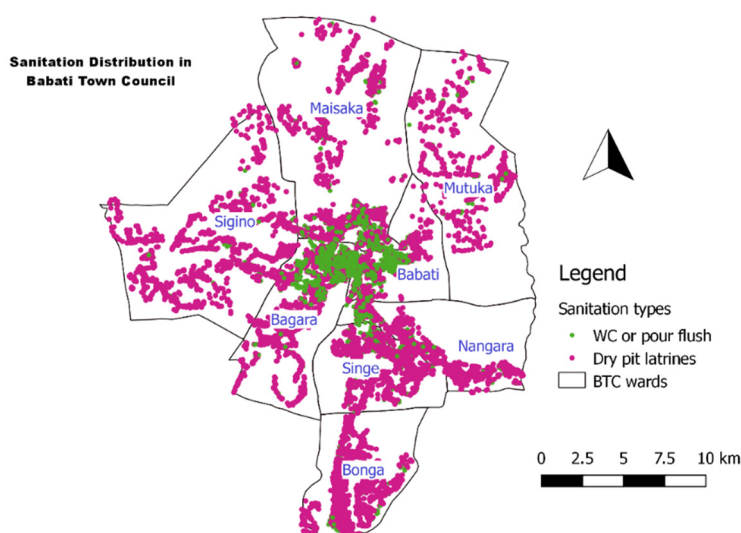 Sanitation Distribution in
Babati Town Council
Maisaka
Mutuka
Sigino
Babati
Bagara
Nangara
Singe
Bonga
Legend
Sanitation types
WC or pour flush
Dry pit latrines
BTC wards
0 2.5 5 7.5 10 km